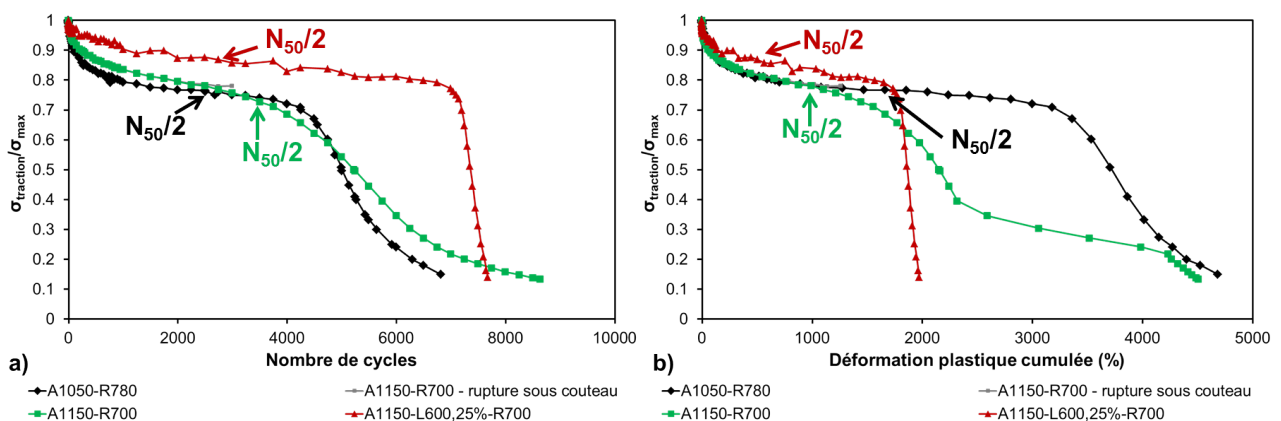 1
0.9
0.8
0.7
0.6
0.5
0.4
0.3
0.2
0.1
0
σtraction/σmax
N50/2
N50/2
N50/2
0 2000 4000 6000 8000 10000
Nombre de cycles
a)
A1050-R780 A1150-R700 - rupture sous couteau
A1150-R700 A1150-L600,25%-R700
1
0.9
0.8
0.7
0.6
0.5
0.4
0.3
0.2
0.1
0
σtraction/σmax
N50/2
N50/2
N50/2
0 1000 2000 3000 4000 5000
Déformation plastique cumulée (%)
b)
A1050-R780 A1150-R700 - rupture sous couteau
A1150-R700 A1150-L600,25%-R700